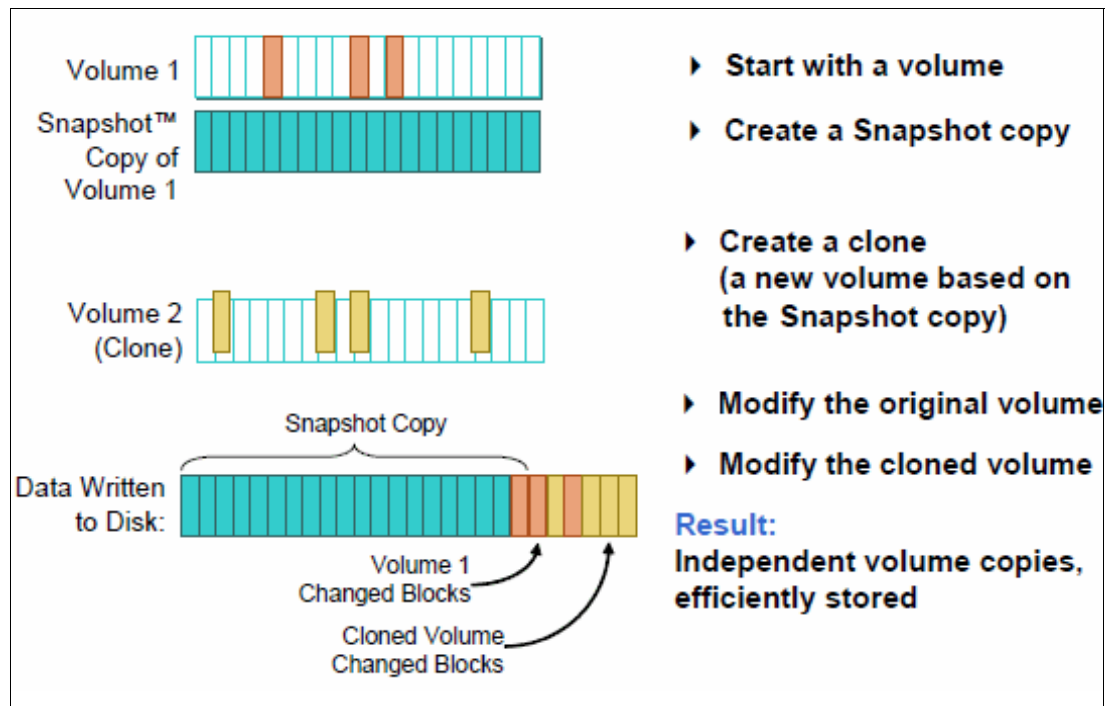 Volume 1
Snapshot™
Copy of
Volume 1
Volume 2
(Clone)
Snapshot Copy
Data Written
to Disk:
Volume 1
Changed Blocks
Cloned Volume
Changed Blocks
Start with a volume
Create a Snapshot copy
Create a clone
(a new volume based on
the Snapshot copy)
Modify the original volume
Modify the cloned volume
Result:
Independent volume copies,
efficiently stored